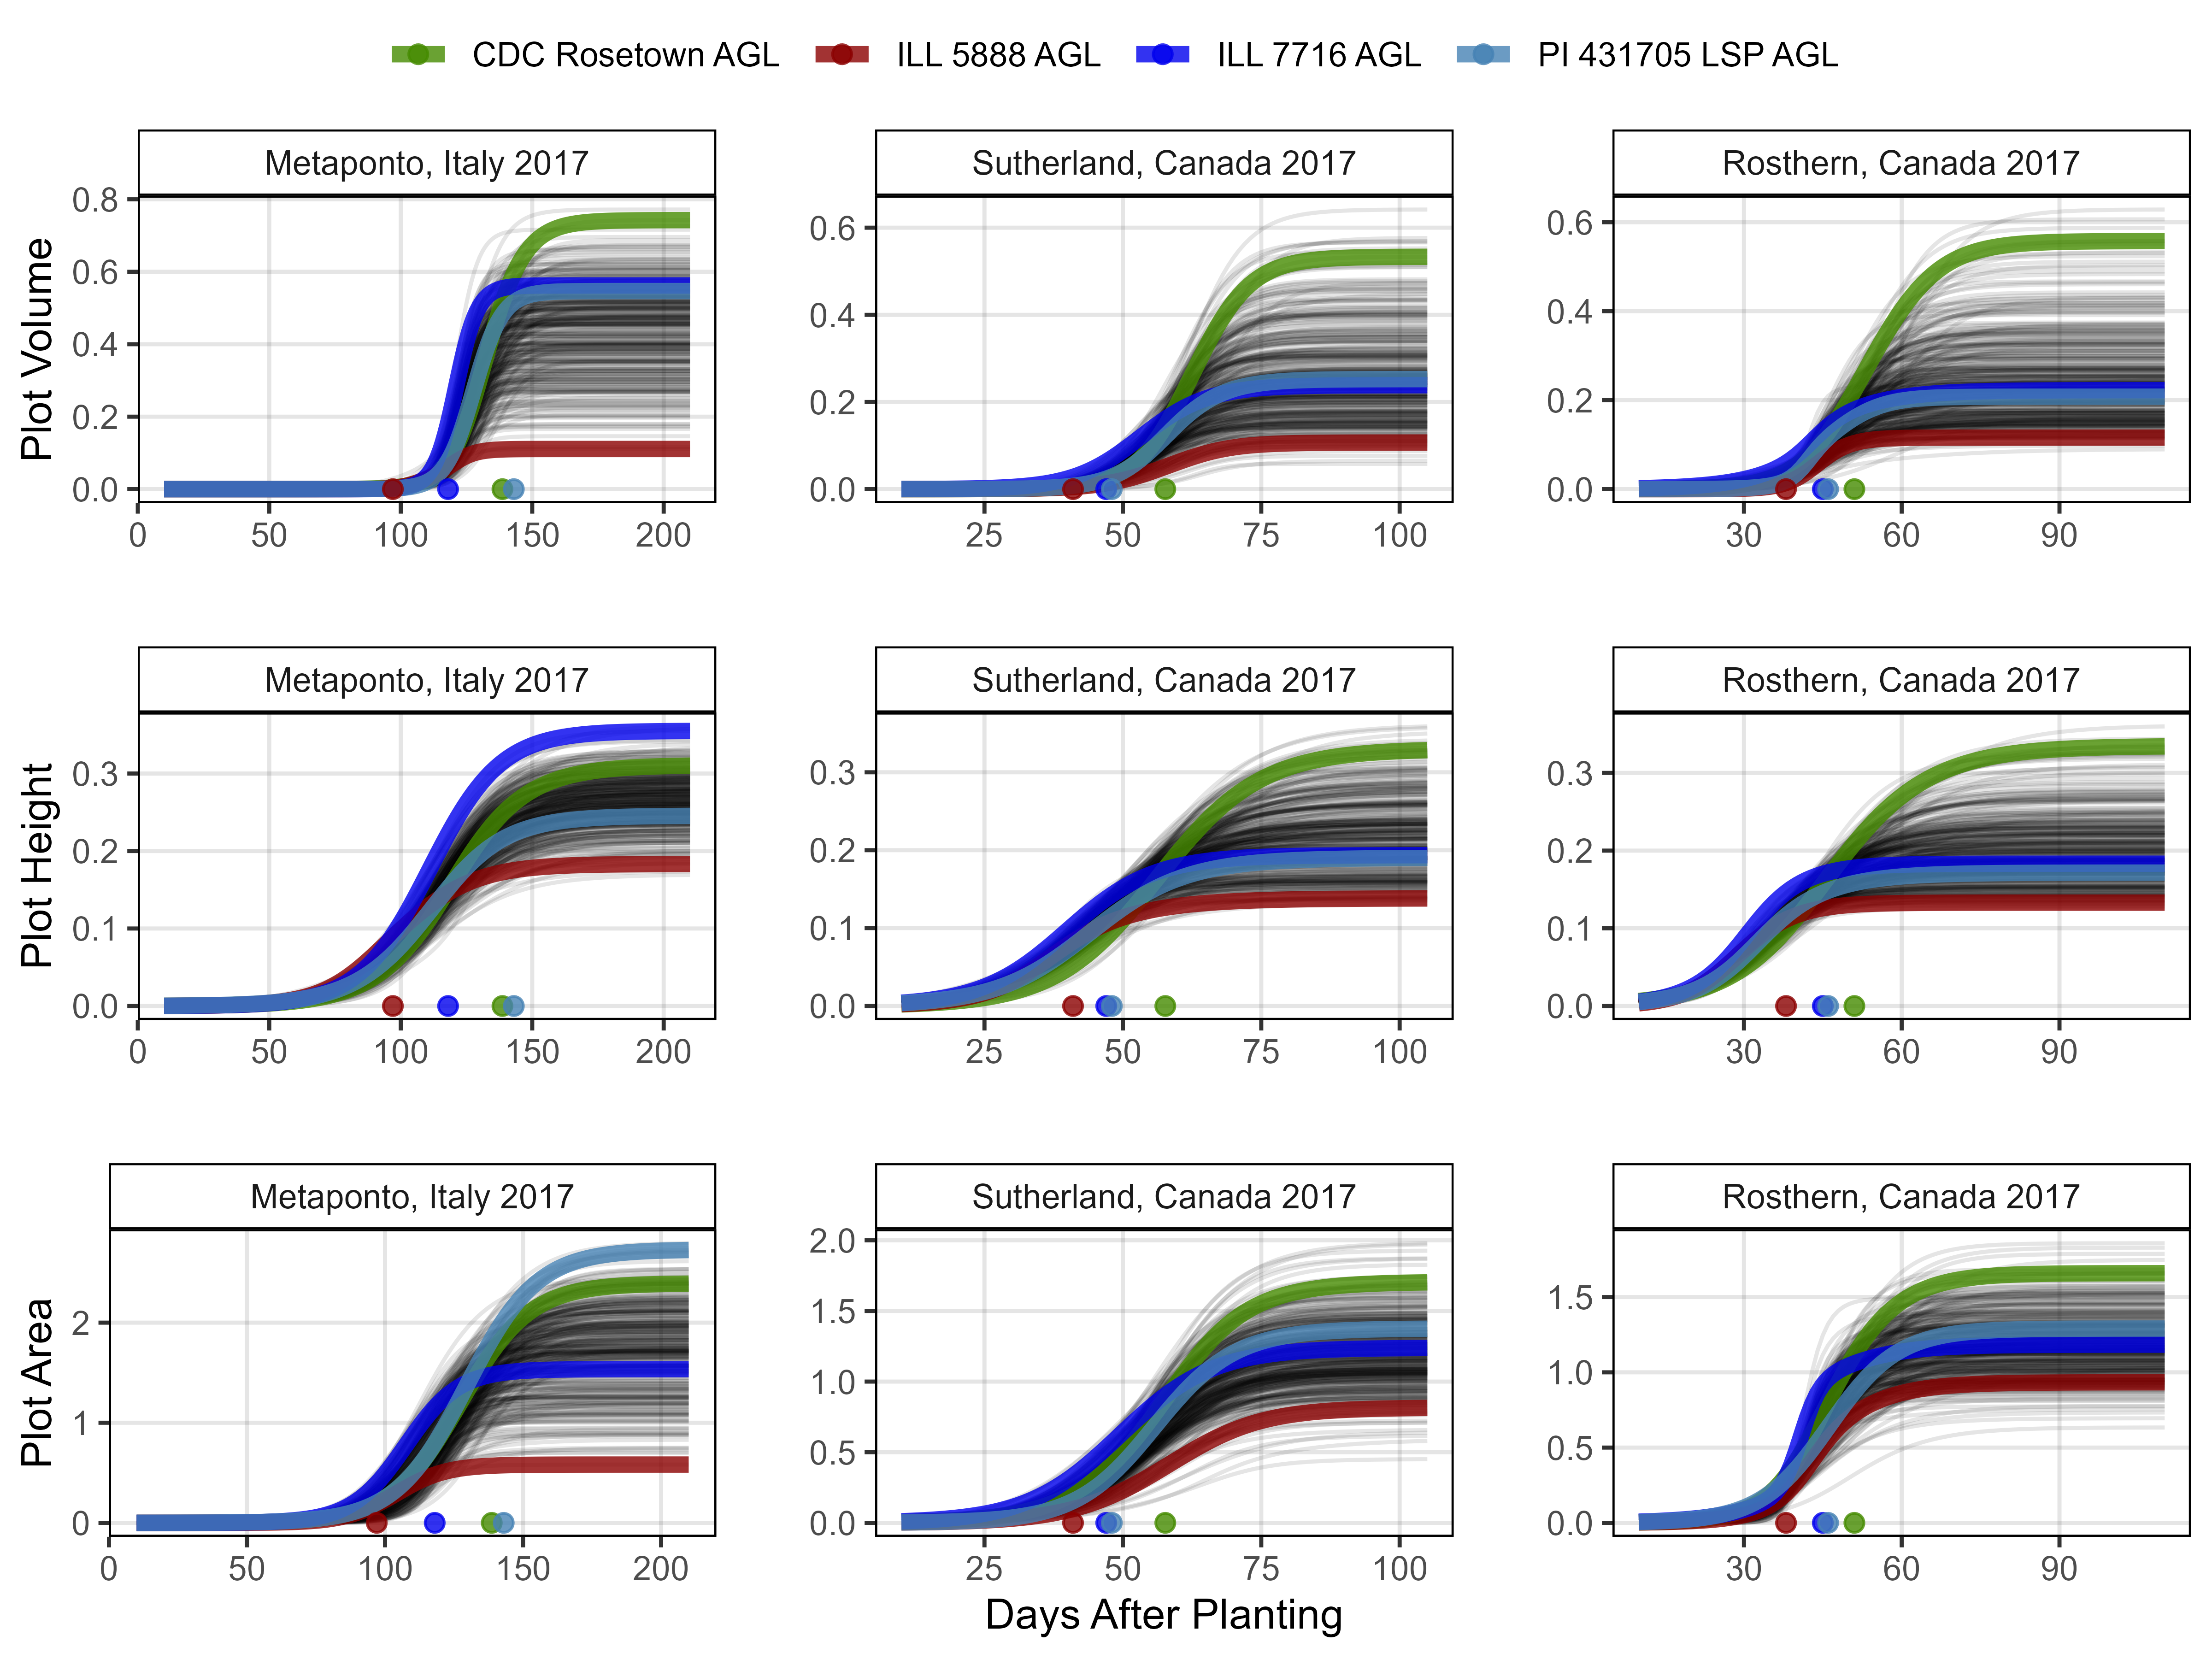 CDC Rosetown AGL ILL 5888 AGL ILL 7716 AGL PI 431705 LSP AGL
Metaponto, Italy 2017 Sutherland, Canada 2017 Rosthern, Canada 2017
Plot Volume
0.8
0.6
0.4
0.2
0.0
0 50 100 150 200
0.6
0.4
0.2
0.0
25 50 75 100
0.6
0.4
0.2
0.0
30 60 90
Metaponto, Italy 2017 Sutherland, Canada 2017 Rosthern, Canada 2017
Plot Height
0.3
0.2
0.1
0.0
0 50 100 150 200
0.3
0.2
0.1
0.0
25 50 75 100
0.3
0.2
0.1
0.0
30 60 90
Metaponto, Italy 2017 Sutherland, Canada 2017 Rosthern, Canada 2017
Plot Area
2
1
0
0 50 100 150 200
2.0
1.5
1.0
0.5
0.0
25 50 75 100
1.5
1.0
0.5
0.0
30 60 90
Days After Planting